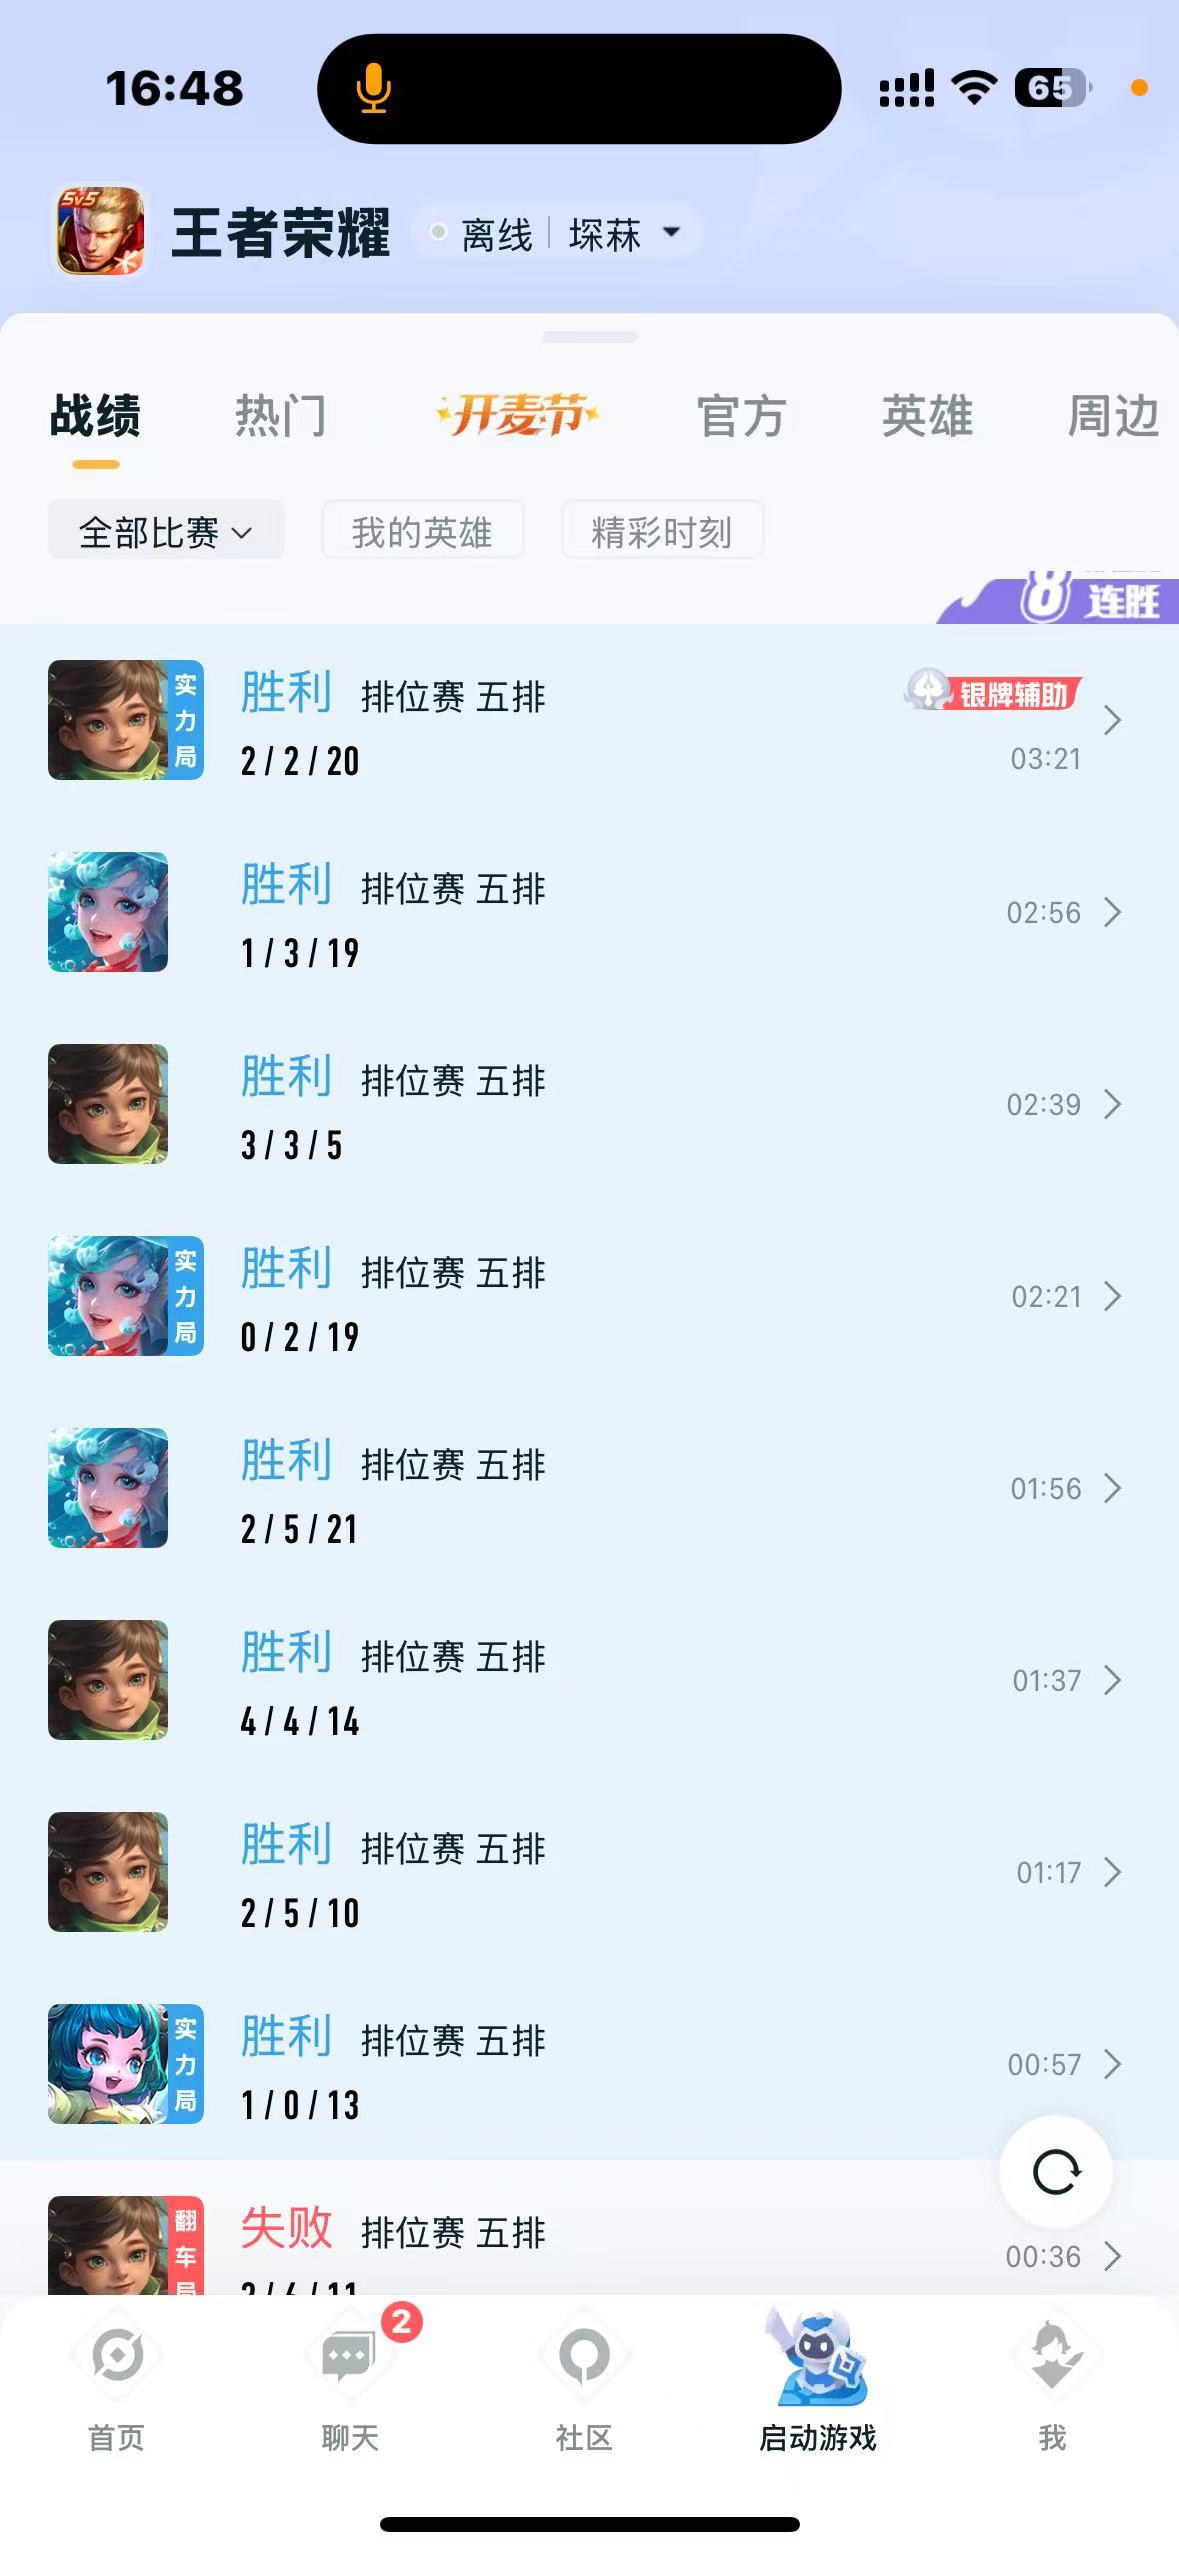 16:48
65
5v5
王者荣耀 离线 堔菻
战绩 热门 开麦节 官方 英雄 周边
全部比赛 我的英雄 精彩时刻
8 连胜
实力局 胜利 排位赛 五排 银牌辅助
2 / 2 / 20 03:21
胜利 排位赛 五排
1 / 3 / 19 02:56
胜利 排位赛 五排
3 / 3 / 5 02:39
实力局 胜利 排位赛 五排
0 / 2 / 19 02:21
胜利 排位赛 五排
2 / 5 / 21 01:56
胜利 排位赛 五排
4 / 4 / 14 01:37
胜利 排位赛 五排
2 / 5 / 10 01:17
实力局 胜利 排位赛 五排
1 / 0 / 13 00:57
翻车局 失败 排位赛 五排
00:36
2
首页 聊天 社区 启动游戏 我